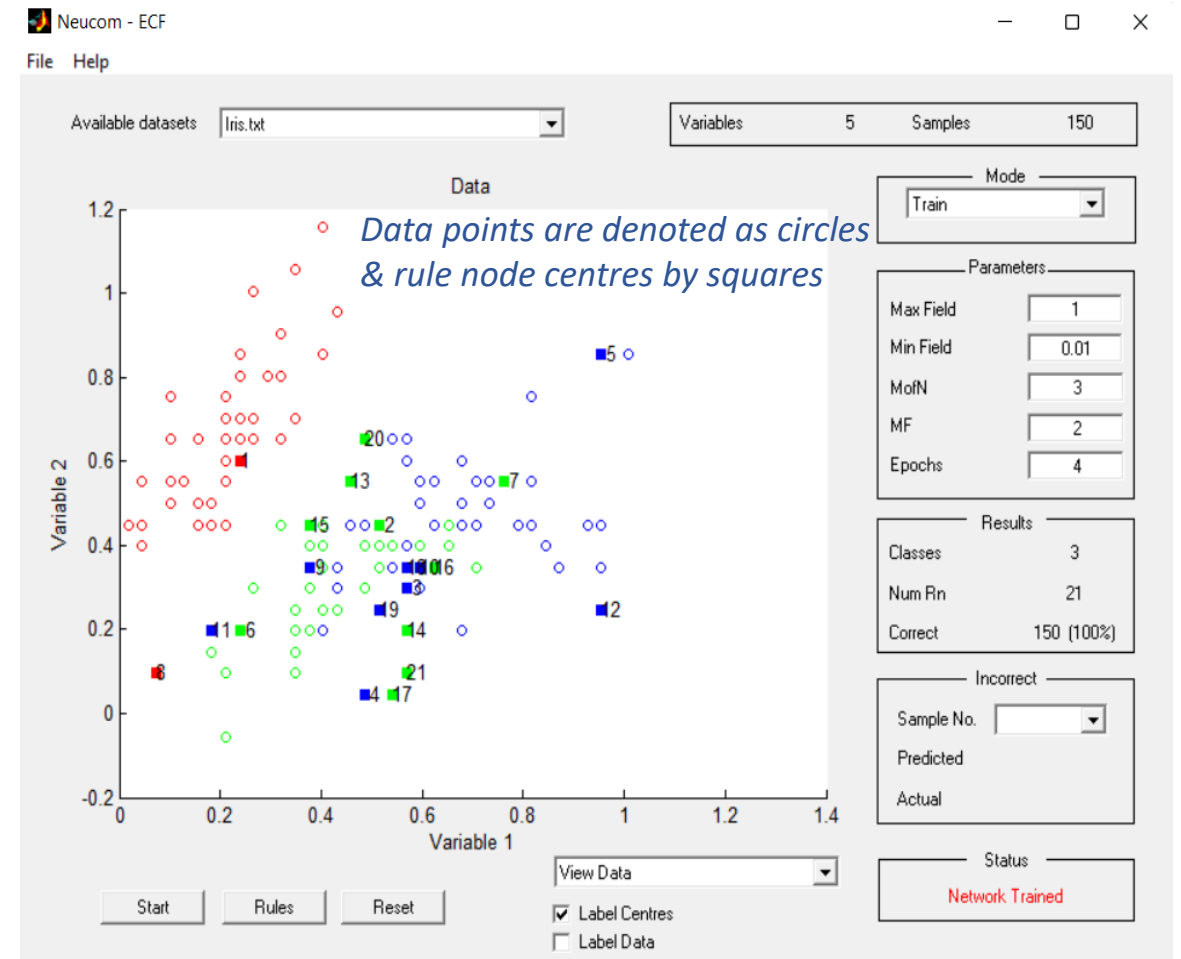 Neucom - ECF
File Help
Available datasets Iris.txt
Variables 5 Samples 150
Data
Data points are denoted as circles
& rule node centres by squares
1.2
1
0.8
0.6
0.4
0.2
0
-0.2
Variable 2
0 0.2 0.4 0.6 0.8 1 1.2 1.4
Variable 1
5
20
1
13
7
15
2
9
10
16
3
19
12
11
6
14
8
21
4
17
Mode
Train
Parameters
Max Field 1
Min Field 0.01
MofN 3
MF 2
Epochs 4
Results
Classes 3
Num Rn 21
Correct 150 (100%)
Incorrect
Sample No.
Predicted
Actual
Status
Network Trained
View Data
Start Rules Reset
Label Centres
Label Data